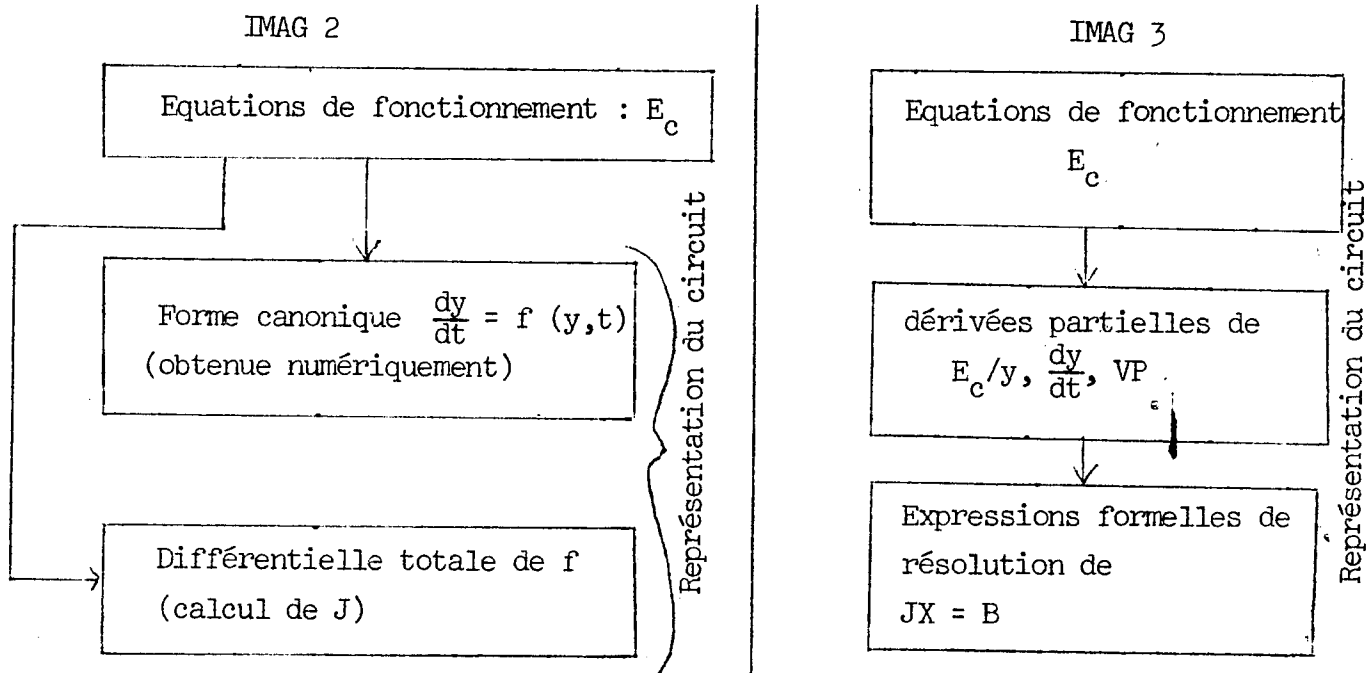 IMAG 2
Equations de fonctionnement : E_c
Forme canonique dy/dt = f (y,t)
(obtenue numériquement)
Différentielle totale de f
(calcul de J)
Représentation du circuit
IMAG 3
Equations de fonctionnement
E_c
dérivées partielles de
E_c/y, dy/dt, VP
Expressions formelles de
résolution de
JX = B
Représentation du circuit